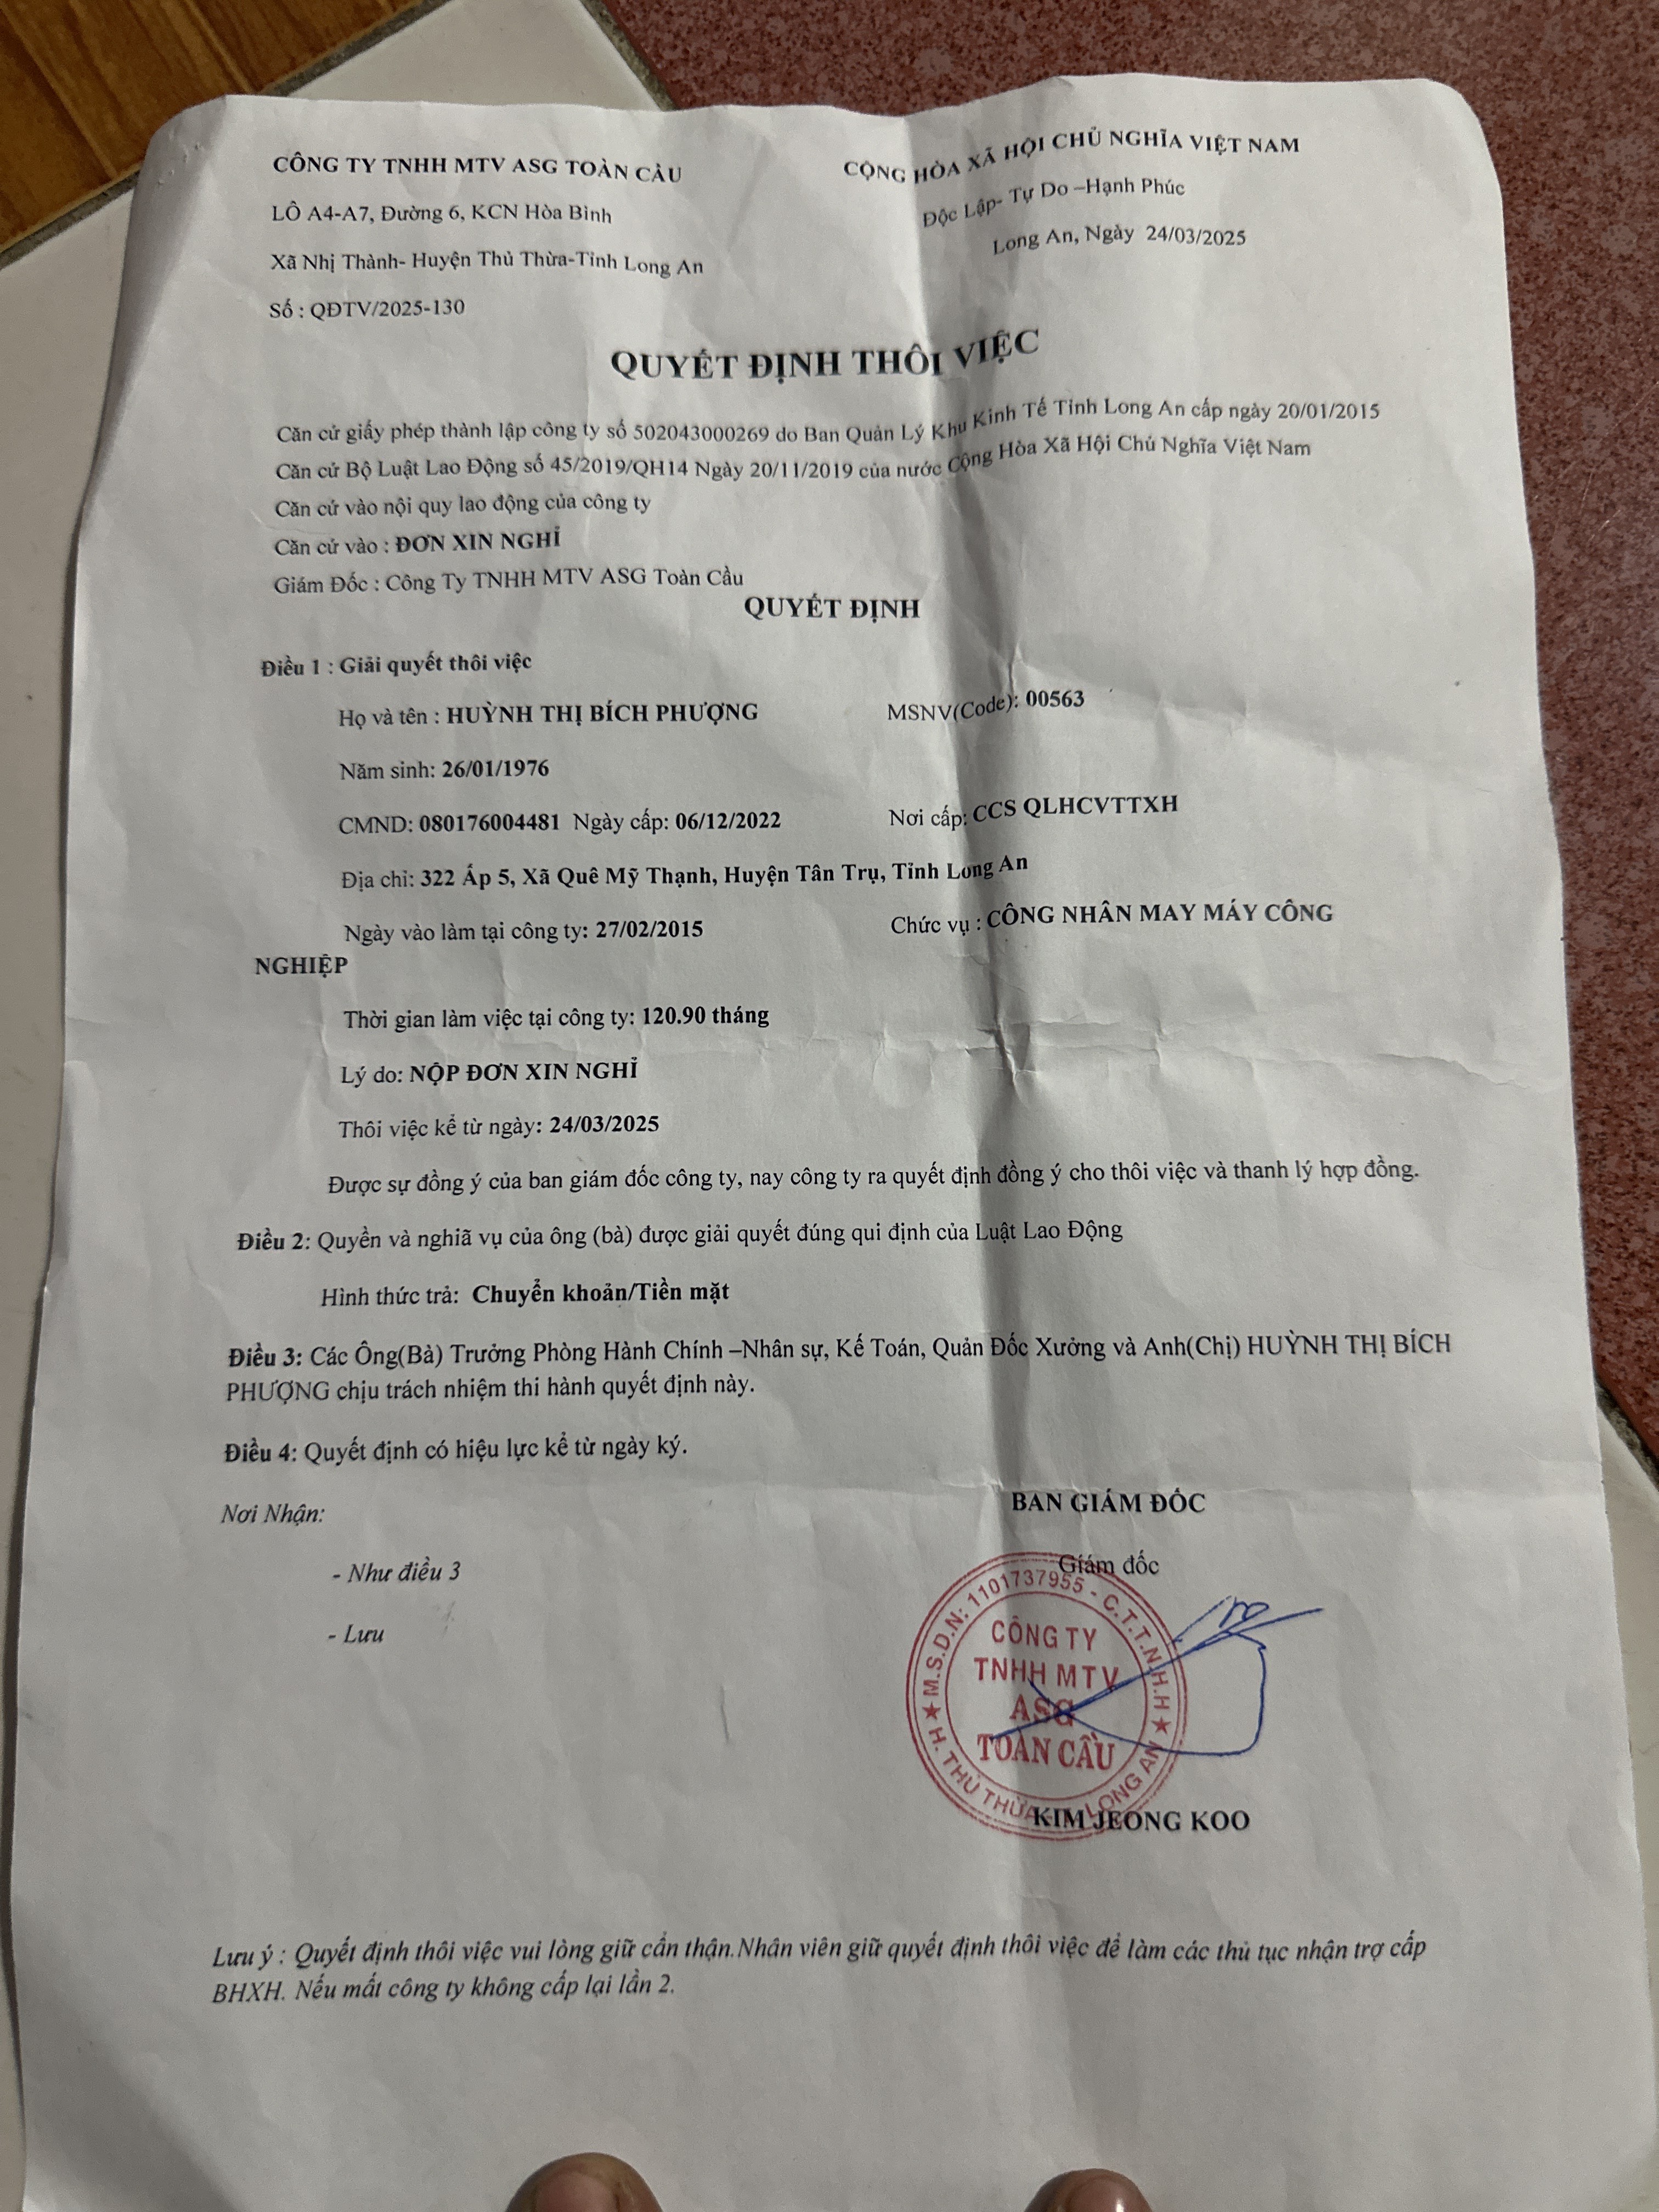 CÔNG TY TNHH MTV ASG TOÀN CẦU
CỘNG HÒA XÃ HỘI CHỦ NGHĨA VIỆT NAM
LÔ A4-A7, Đường 6, KCN Hòa Bình
Độc Lập- Tự Do –Hạnh Phúc
Xã Nhị Thành- Huyện Thủ Thừa-Tỉnh Long An
Long An, Ngày 24/03/2025
Số : QĐTV/2025-130
QUYẾT ĐỊNH THÔI VIỆC
Căn cứ giấy phép thành lập công ty số 502043000269 do Ban Quản Lý Khu Kinh Tế Tỉnh Long An cấp ngày 20/01/2015
Căn cứ Bộ Luật Lao Động số 45/2019/QH14 Ngày 20/11/2019 của nước Cộng Hòa Xã Hội Chủ Nghĩa Việt Nam
Căn cứ vào nội quy lao động của công ty
Căn cứ vào : ĐƠN XIN NGHỈ
Giám Đốc : Công Ty TNHH MTV ASG Toàn Cầu
QUYẾT ĐỊNH
Điều 1 : Giải quyết thôi việc
Họ và tên : HUỲNH THỊ BÍCH PHƯỢNG MSNV(Code): 00563
Năm sinh: 26/01/1976
CMND: 080176004481 Ngày cấp: 06/12/2022 Nơi cấp: CCS QLHCVTTXH
Địa chỉ: 322 Ấp 5, Xã Quê Mỹ Thạnh, Huyện Tân Trụ, Tỉnh Long An
Ngày vào làm tại công ty: 27/02/2015 Chức vụ : CÔNG NHÂN MAY MÁY CÔNG
NGHIỆP
Thời gian làm việc tại công ty: 120.90 tháng
Lý do: NỘP ĐƠN XIN NGHỈ
Thôi việc kể từ ngày: 24/03/2025
Được sự đồng ý của ban giám đốc công ty, nay công ty ra quyết định đồng ý cho thôi việc và thanh lý hợp đồng.
Điều 2: Quyền và nghiã vụ của ông (bà) được giải quyết đúng qui định của Luật Lao Động
Hình thức trả: Chuyển khoản/Tiền mặt
Điều 3: Các Ông(Bà) Trưởng Phòng Hành Chính –Nhân sự, Kế Toán, Quản Đốc Xưởng và Anh(Chị) HUỲNH THỊ BÍCH
PHƯỢNG chịu trách nhiệm thi hành quyết định này.
Điều 4: Quyết định có hiệu lực kể từ ngày ký.
Nơi Nhận:
BAN GIÁM ĐỐC
- Như điều 3
Giám đốc
- Lưu
M.S.D.N: 1101737955 - C.T.T.N.H.H
CÔNG TY
TNHH MTV
ASG
TOÀN CẦU
H. THỦ THỪA LONG AN
KIM JEONG KOO
Lưu ý : Quyết định thôi việc vui lòng giữ cẩn thận.Nhân viên giữ quyết định thôi việc để làm các thủ tục nhận trợ cấp
BHXH. Nếu mất công ty không cấp lại lần 2.